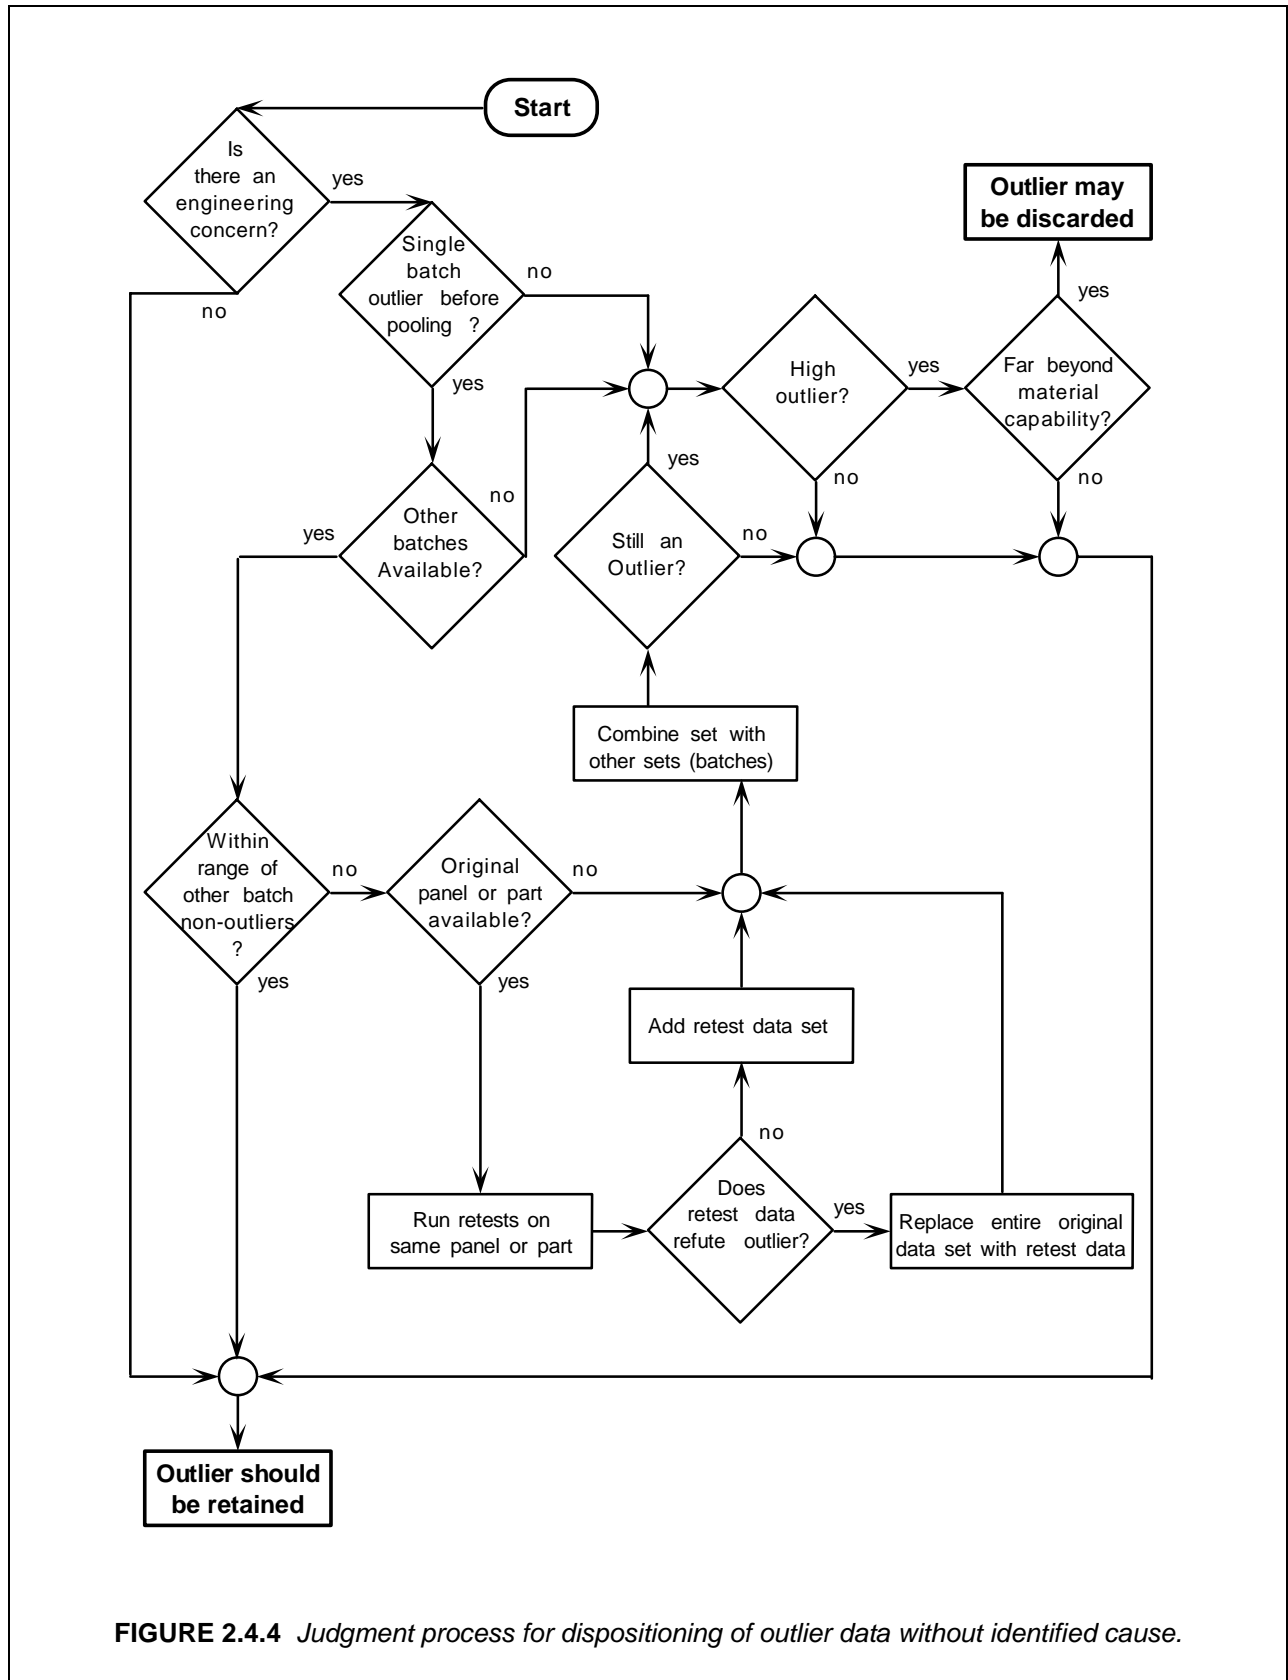 Start
Is
there an
engineering
concern?
yes
no
Single
batch
outlier before
pooling ?
no
yes
Outlier may
be discarded
yes
High
outlier?
yes
no
Far beyond
material
capability?
no
Other
batches
Available?
no
yes
Still an
Outlier?
yes
no
Combine set with
other sets (batches)
Within
range of
other batch
non-outliers
?
no
yes
Original
panel or part
available?
no
yes
Add retest data set
no
Run retests on
same panel or part
Does
retest data
refute outlier?
yes
Replace entire original
data set with retest data
Outlier should
be retained
FIGURE 2.4.4 Judgment process for dispositioning of outlier data without identified cause.